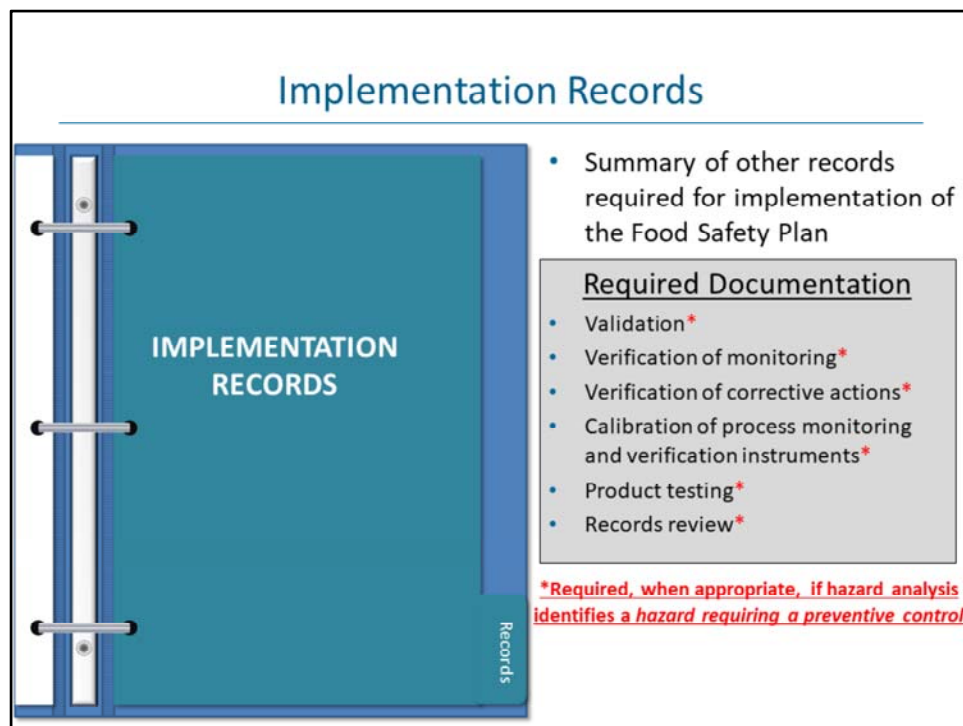 Implementation Records
IMPLEMENTATION
RECORDS
Records
• Summary of other records
required for implementation of
the Food Safety Plan
Required Documentation
• Validation*
• Verification of monitoring*
• Verification of corrective actions*
• Calibration of process monitoring
and verification instruments*
• Product testing*
• Records review*
*Required, when appropriate, if hazard analysis
identifies a hazard requiring a preventive control